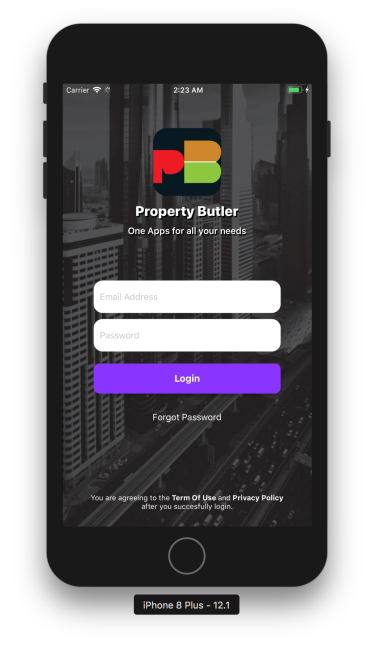 Carrier 2:23 AM
PB
Property Butler
One Apps for all your needs
Email Address
Password
Login
Forgot Password
You are agreeing to the Term Of Use and Privacy Policy
after you succesfully login.
iPhone 8 Plus - 12.1